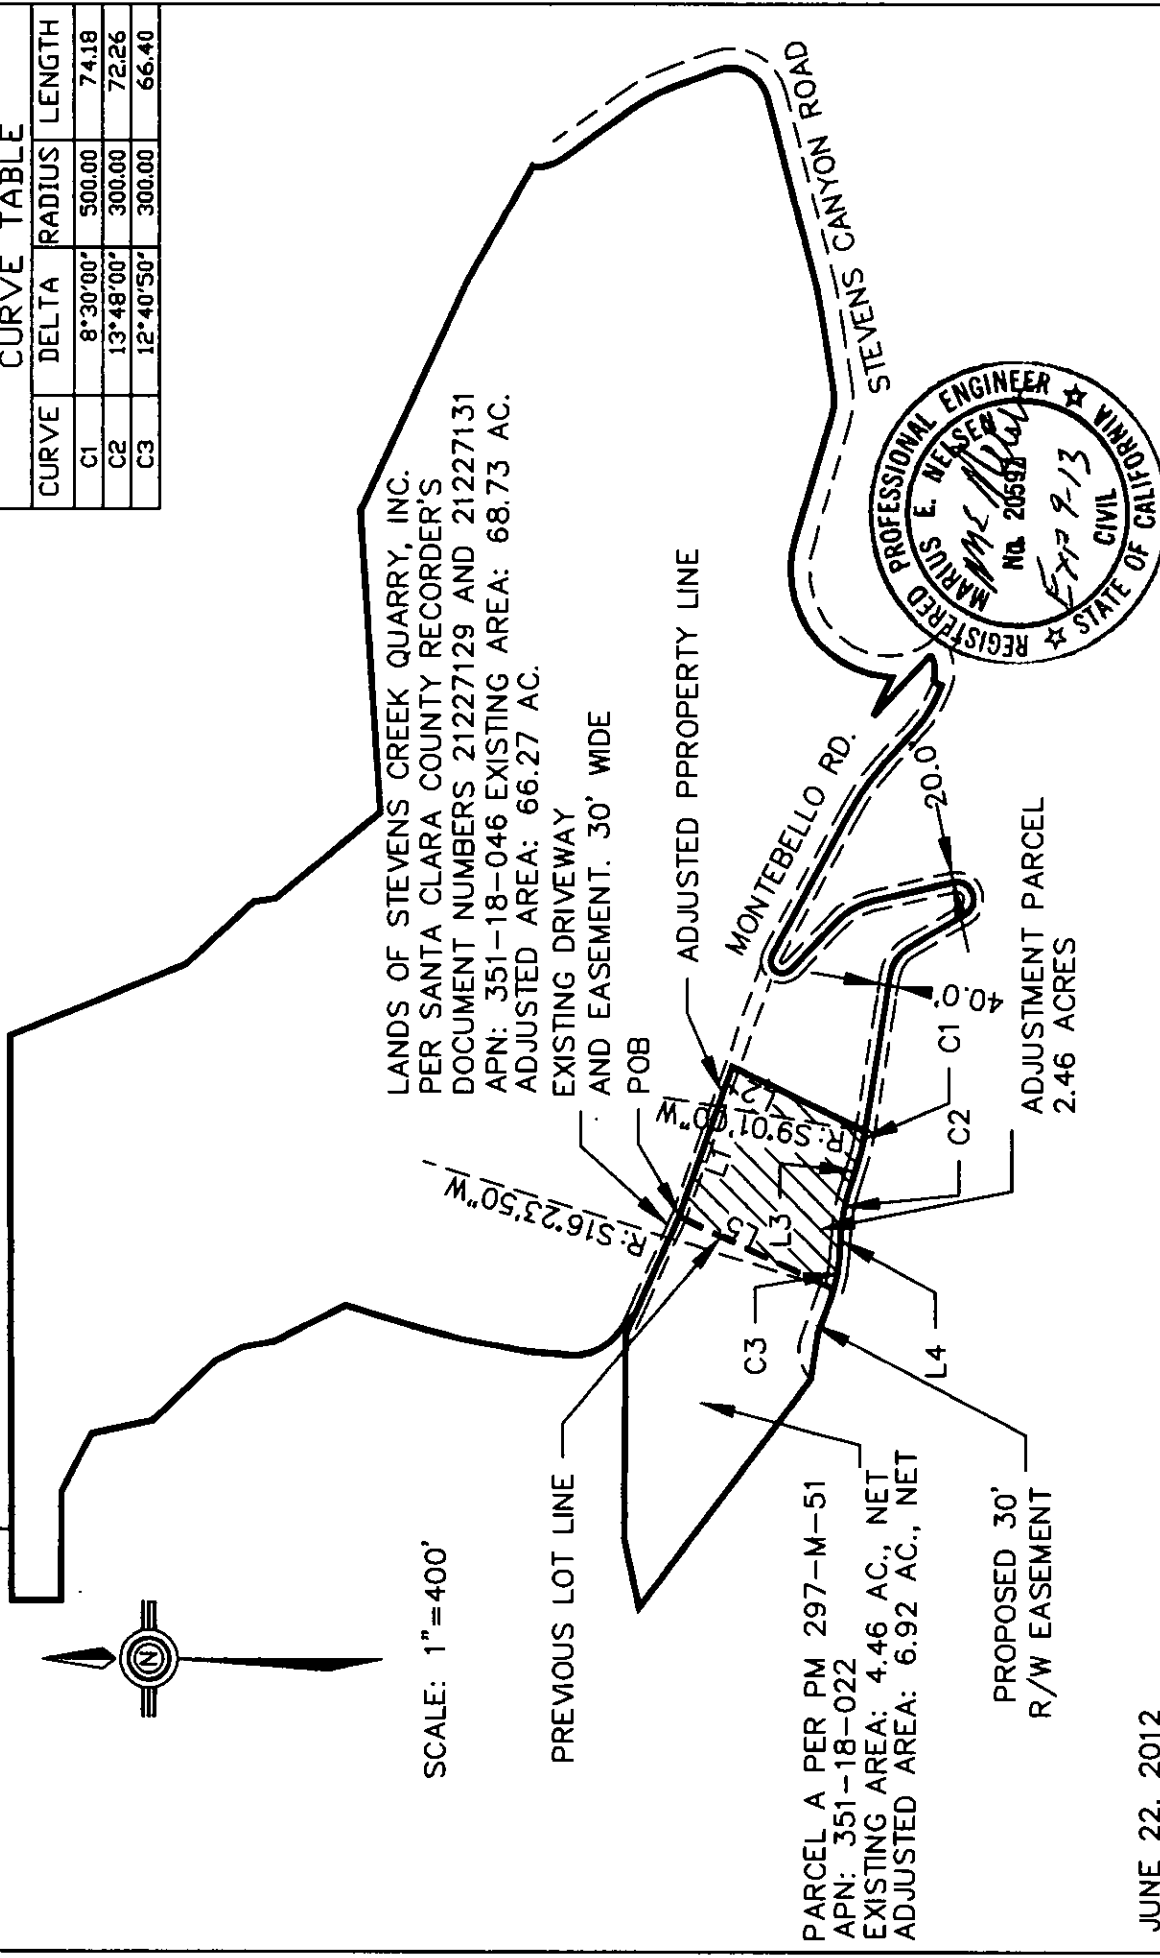 CURVE TABLE
CURVE DELTA RADIUS LENGTH
C1 8°30'00" 500.00 74.18
C2 13°48'00" 300.00 72.26
C3 12°40'50" 300.00 66.40
LANDS OF STEVENS CREEK QUARRY, INC.
PER SANTA CLARA COUNTY RECORDER'S
DOCUMENT NUMBERS 21227129 AND 21227131
APN: 351-18-046 EXISTING AREA: 68.73 AC.
ADJUSTED AREA: 66.27 AC.
EXISTING DRIVEWAY
AND EASEMENT. 30' WIDE
POB
ADJUSTED PPROPERTY LINE
MONTEBELLO RD.
STEVENS CANYON ROAD
N
SCALE: 1"=400'
PREVIOUS LOT LINE
R: S16°23'50"W
R: S9°01'00"W
L1
L2
L5
L3
C3
L4
C2
C1
40.0'
20.0
ADJUSTMENT PARCEL
2.46 ACRES
PARCEL A PER PM 297-M-51
APN: 351-18-022
EXISTING AREA: 4.46 AC., NET
ADJUSTED AREA: 6.92 AC., NET
PROPOSED 30'
R/W EASEMENT
REGISTERED PROFESSIONAL ENGINEER
MARIUS E. NELSEN
No. 20597
Exp 9-13
CIVIL
STATE OF CALIFORNIA
JUNE 22, 2012